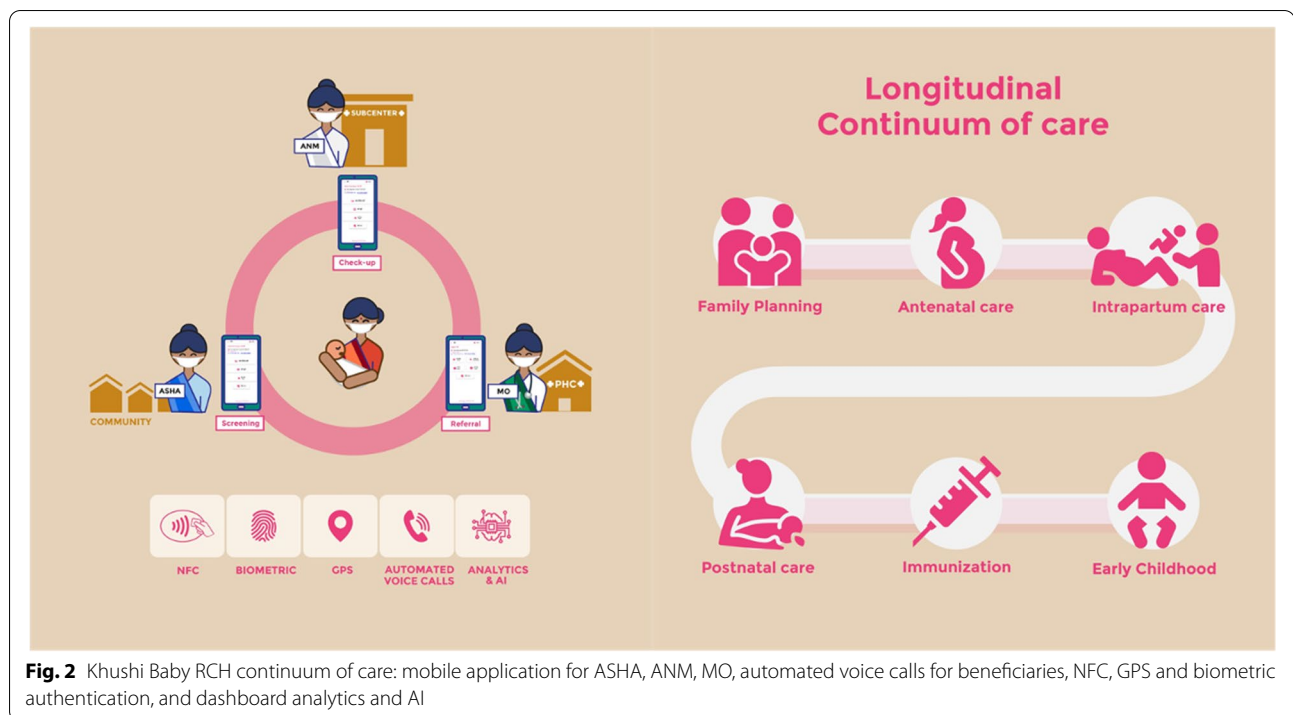 SUBCENTER
ANM
Check-up
ASHA
COMMUNITY
Screening
MO
PHC
Referral
NFC
BIOMETRIC
GPS
AUTOMATED
VOICE CALLS
ANALYTICS
& AI
Longitudinal
Continuum of care
Family Planning
Antenatal care
Intrapartum care
Postnatal care
Immunization
Early Childhood
Fig. 2 Khushi Baby RCH continuum of care: mobile application for ASHA, ANM, MO, automated voice calls for beneficiaries, NFC, GPS and biometric
authentication, and dashboard analytics and AI